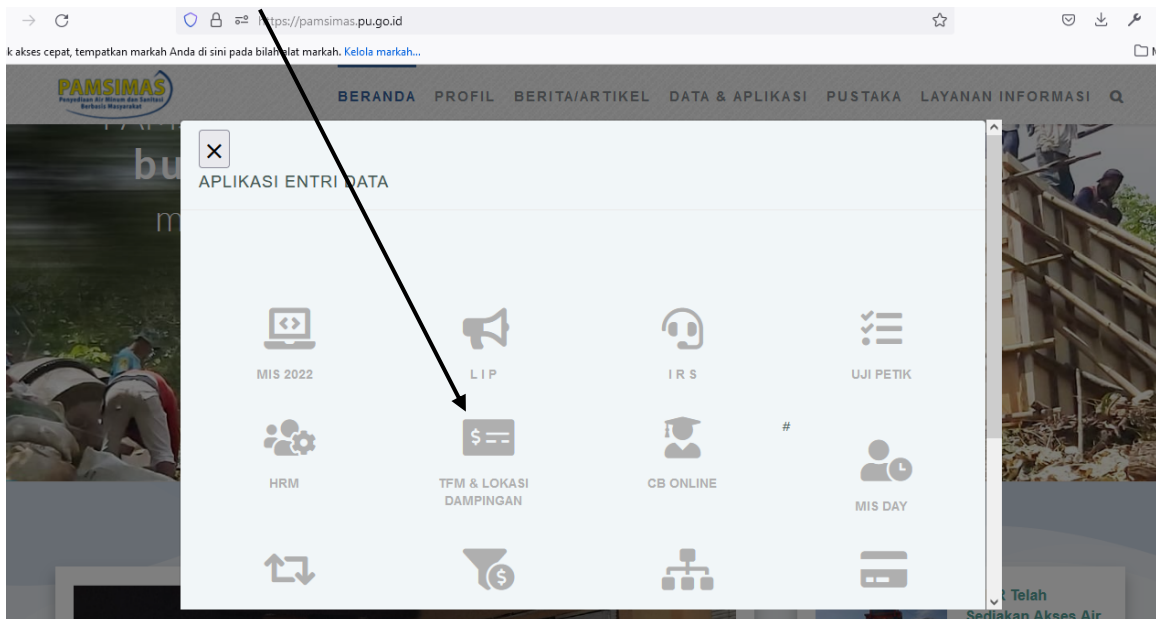 https://pamsimas.pu.go.id
k akses cepat, tempatkan markah Anda di sini pada bilah alat markah. Kelola markah...
PAMSIMAS
Penyediaan Air Minum dan Sanitasi
Berbasis Masyarakat
BERANDA PROFIL BERITA/ARTIKEL DATA & APLIKASI PUSTAKA LAYANAN INFORMASI
bu
m
APLIKASI ENTRI DATA
MIS 2022
L I P
I R S
UJI PETIK
HRM
TFM & LOKASI
DAMPINGAN
CB ONLINE
#
MIS DAY
Telah
Sediakan Akses Air